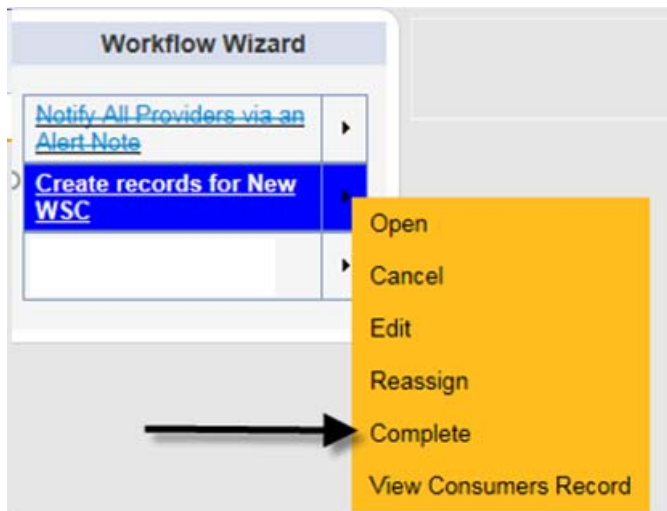 Workflow Wizard
Notify All Providers via an
Alert Note
Create records for New
WSC
Open
Cancel
Edit
Reassign
Complete
View Consumers Record